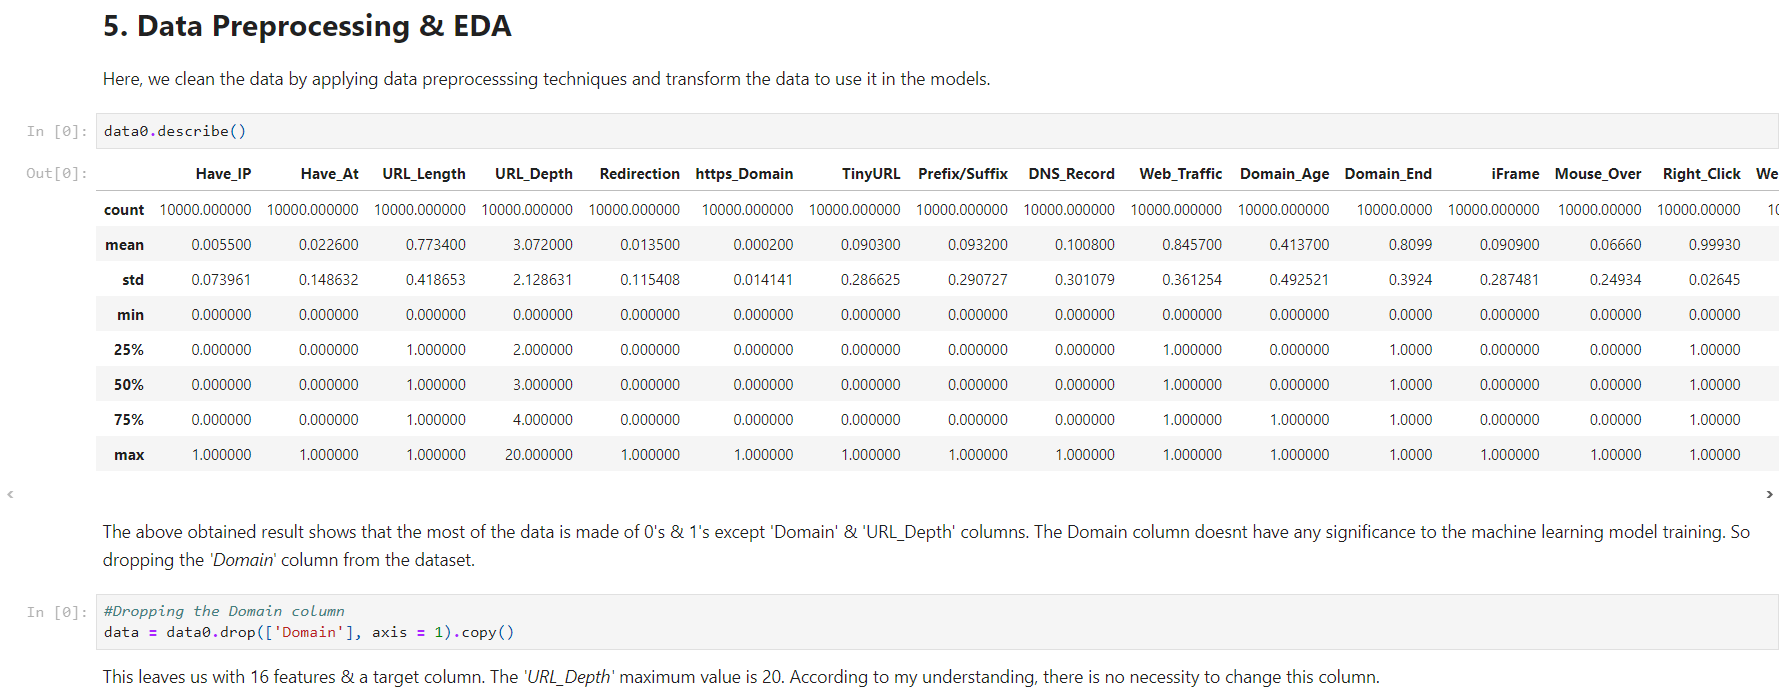 5. Data Preprocessing & EDA
Here, we clean the data by applying data preprocesssing techniques and transform the data to use it in the models.
In [0]: data0.describe()
Out[0]: Have_IP Have_At URL_Length URL_Depth Redirection https_Domain TinyURL Prefix/Suffix DNS_Record Web_Traffic Domain_Age Domain_End iFrame Mouse_Over Right_Click We
count 10000.000000 10000.000000 10000.000000 10000.000000 10000.000000 10000.000000 10000.000000 10000.000000 10000.000000 10000.000000 10000.000000 10000.0000 10000.000000 10000.00000 10000.00000 10
mean 0.005500 0.022600 0.773400 3.072000 0.013500 0.000200 0.090300 0.093200 0.100800 0.845700 0.413700 0.8099 0.090900 0.06660 0.99930
std 0.073961 0.148632 0.418653 2.128631 0.115408 0.014141 0.286625 0.290727 0.301079 0.361254 0.492521 0.3924 0.287481 0.24934 0.02645
min 0.000000 0.000000 0.000000 0.000000 0.000000 0.000000 0.000000 0.000000 0.000000 0.000000 0.000000 0.0000 0.000000 0.00000 0.00000
25% 0.000000 0.000000 1.000000 2.000000 0.000000 0.000000 0.000000 0.000000 0.000000 1.000000 0.000000 1.0000 0.000000 0.00000 1.00000
50% 0.000000 0.000000 1.000000 3.000000 0.000000 0.000000 0.000000 0.000000 0.000000 1.000000 0.000000 1.0000 0.000000 0.00000 1.00000
75% 0.000000 0.000000 1.000000 4.000000 0.000000 0.000000 0.000000 0.000000 0.000000 1.000000 1.000000 1.0000 0.000000 0.00000 1.00000
max 1.000000 1.000000 1.000000 20.000000 1.000000 1.000000 1.000000 1.000000 1.000000 1.000000 1.000000 1.0000 1.000000 1.00000 1.00000
The above obtained result shows that the most of the data is made of 0's & 1's except 'Domain' & 'URL_Depth' columns. The Domain column doesnt have any significance to the machine learning model training. So
dropping the 'Domain' column from the dataset.
In [0]: #Dropping the Domain column
data = data0.drop(['Domain'], axis = 1).copy()
This leaves us with 16 features & a target column. The 'URL_Depth' maximum value is 20. According to my understanding, there is no necessity to change this column.